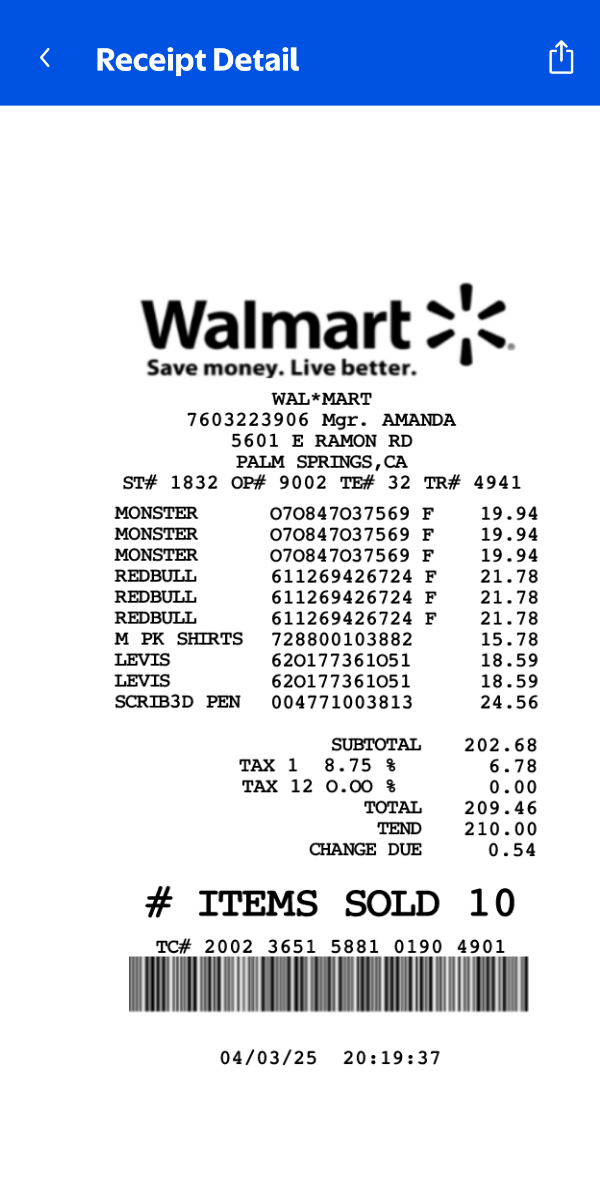 Receipt Detail
Walmart
Save money. Live better.
WAL*MART
7603223906 Mgr. AMANDA
5601 E RAMON RD
PALM SPRINGS,CA
ST# 1832 OP# 9002 TE# 32 TR# 4941
MONSTER 070847037569 F 19.94
MONSTER 070847037569 F 19.94
MONSTER 070847037569 F 19.94
REDBULL 611269426724 F 21.78
REDBULL 611269426724 F 21.78
REDBULL 611269426724 F 21.78
M PK SHIRTS 728800103882 15.78
LEVIS 620177361051 18.59
LEVIS 620177361051 18.59
SCRIB3D PEN 004771003813 24.56
SUBTOTAL 202.68
TAX 1 8.75 % 6.78
TAX 12 0.00 % 0.00
TOTAL 209.46
TEND 210.00
CHANGE DUE 0.54
# ITEMS SOLD 10
TC# 2002 3651 5881 0190 4901
04/03/25 20:19:37